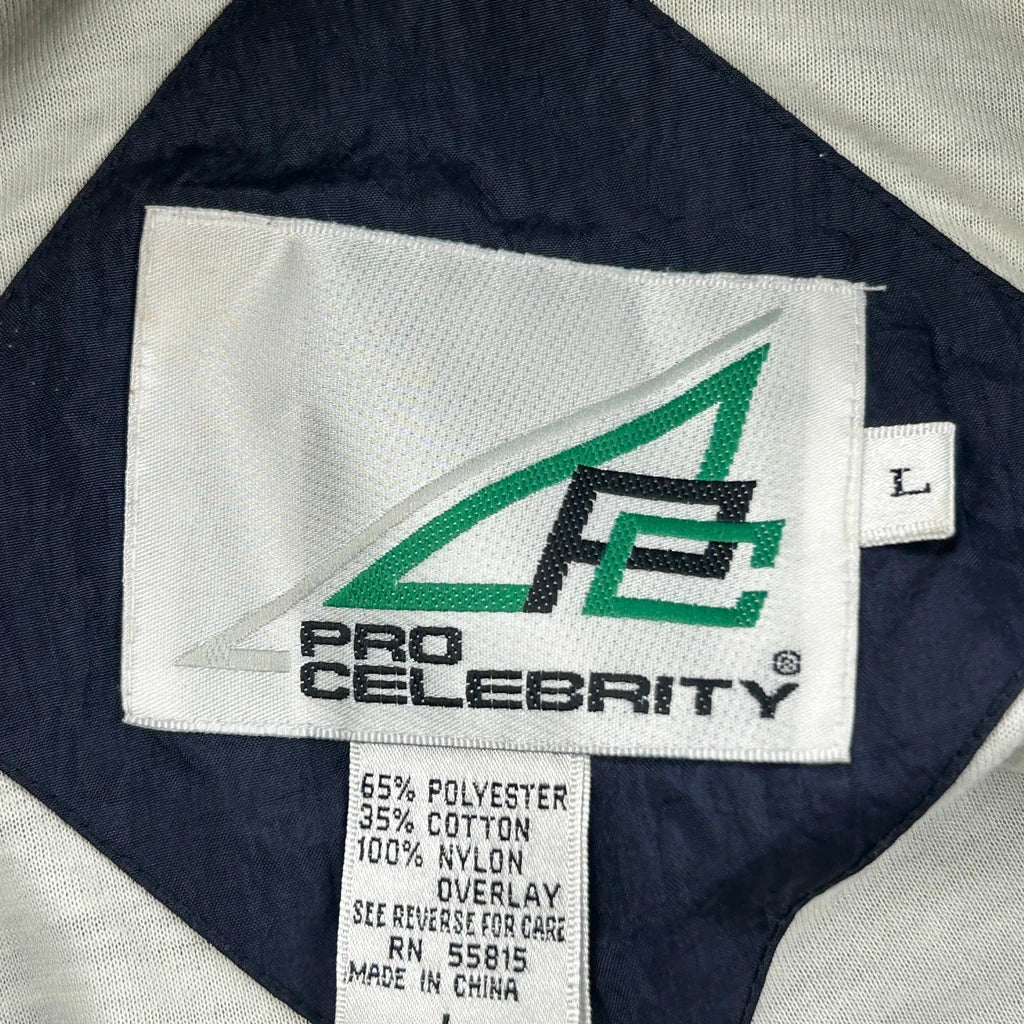 PC
PRO
CELEBRITY®
L
65% POLYESTER
35% COTTON
100% NYLON
OVERLAY
SEE REVERSE FOR CARE
RN 55815
MADE IN CHINA